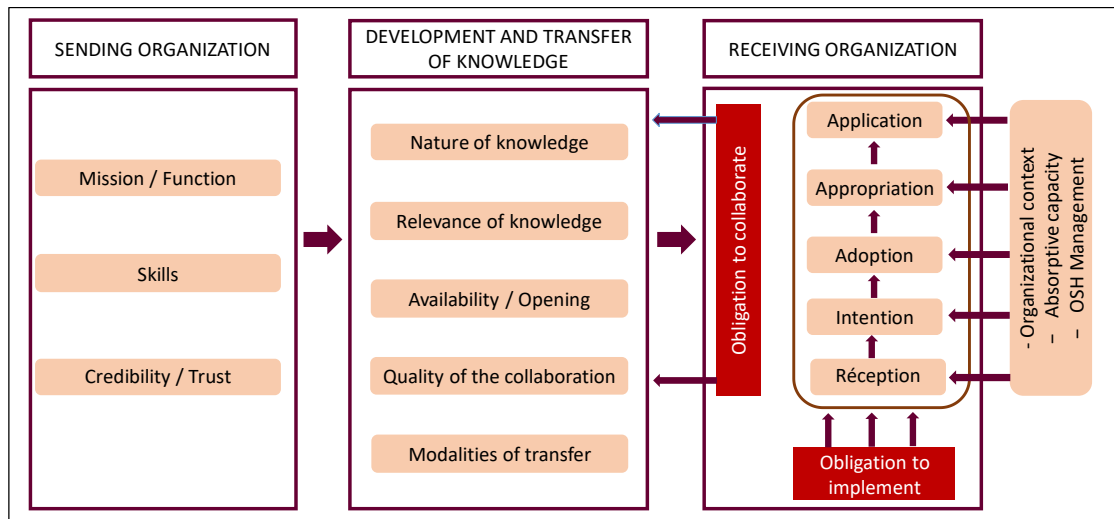 SENDING ORGANIZATION
Mission / Function
Skills
Credibility / Trust
DEVELOPMENT AND TRANSFER
OF KNOWLEDGE
Nature of knowledge
Relevance of knowledge
Availability / Opening
Quality of the collaboration
Modalities of transfer
RECEIVING ORGANIZATION
Obligation to collaborate
Application
Appropriation
Adoption
Intention
Réception
Obligation to
implement
- Organizational context
– Absorptive capacity
– OSH Management